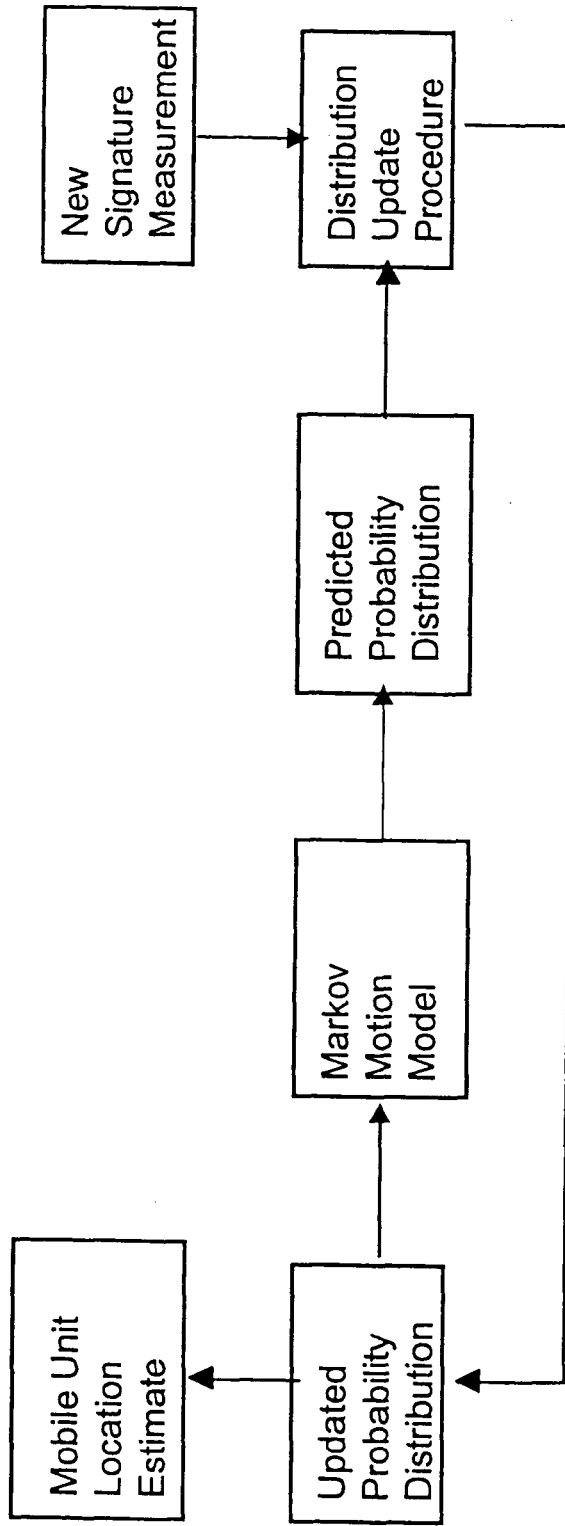 Mobile Unit
Location
Estimate
New
Signature
Measurement
Updated
Probability
Distribution
Markov
Motion
Model
Predicted
Probability
Distribution
Distribution
Update
Procedure